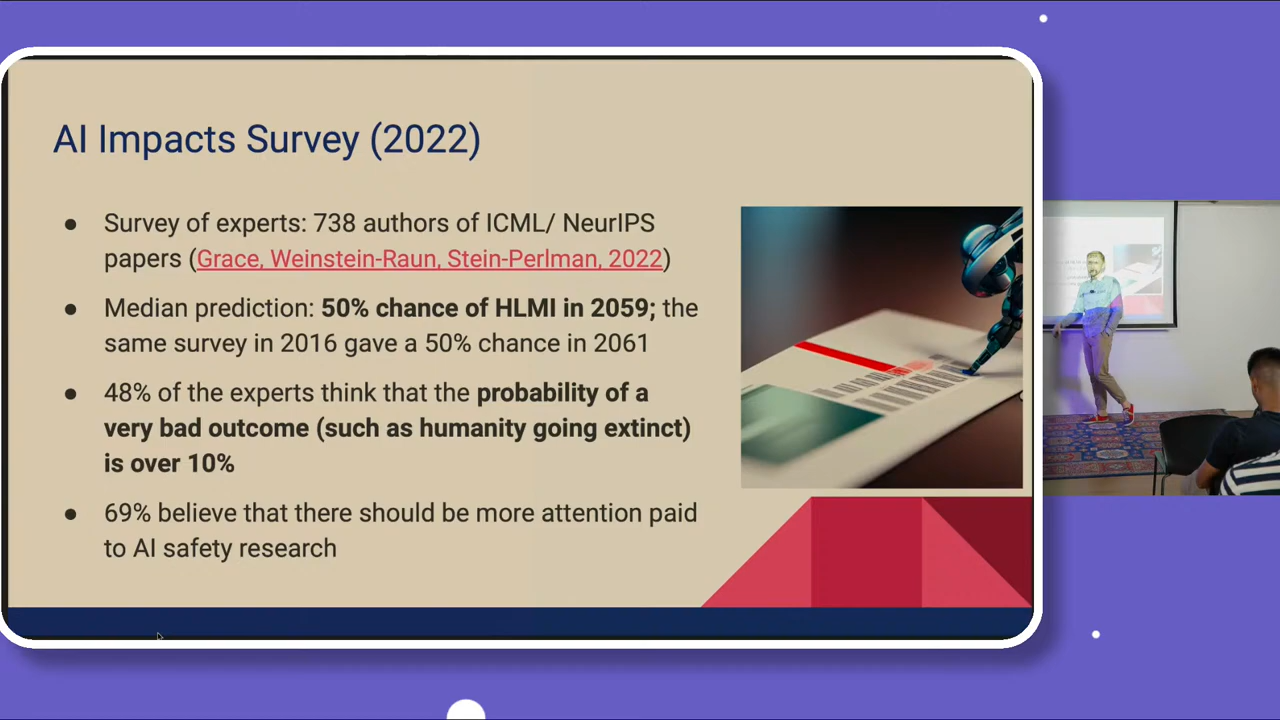 AI Impacts Survey (2022)
● Survey of experts: 738 authors of ICML/ NeurIPS
papers (Grace, Weinstein-Raun, Stein-Perlman, 2022)
● Median prediction: 50% chance of HLMI in 2059; the
same survey in 2016 gave a 50% chance in 2061
● 48% of the experts think that the probability of a
very bad outcome (such as humanity going extinct)
is over 10%
● 69% believe that there should be more attention paid
to AI safety research